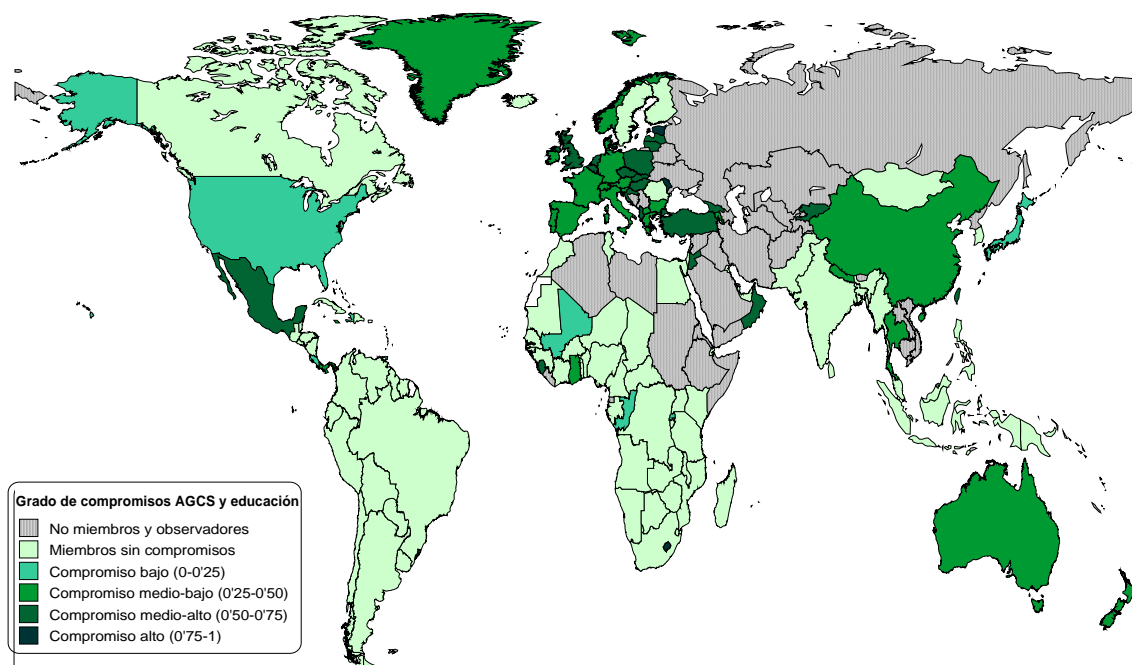 Grado de compromisos AGCS y educación
No miembros y observadores
Miembros sin compromisos
Compromiso bajo (0-0'25)
Compromiso medio-bajo (0'25-0'50)
Compromiso medio-alto (0'50-0'75)
Compromiso alto (0'75-1)